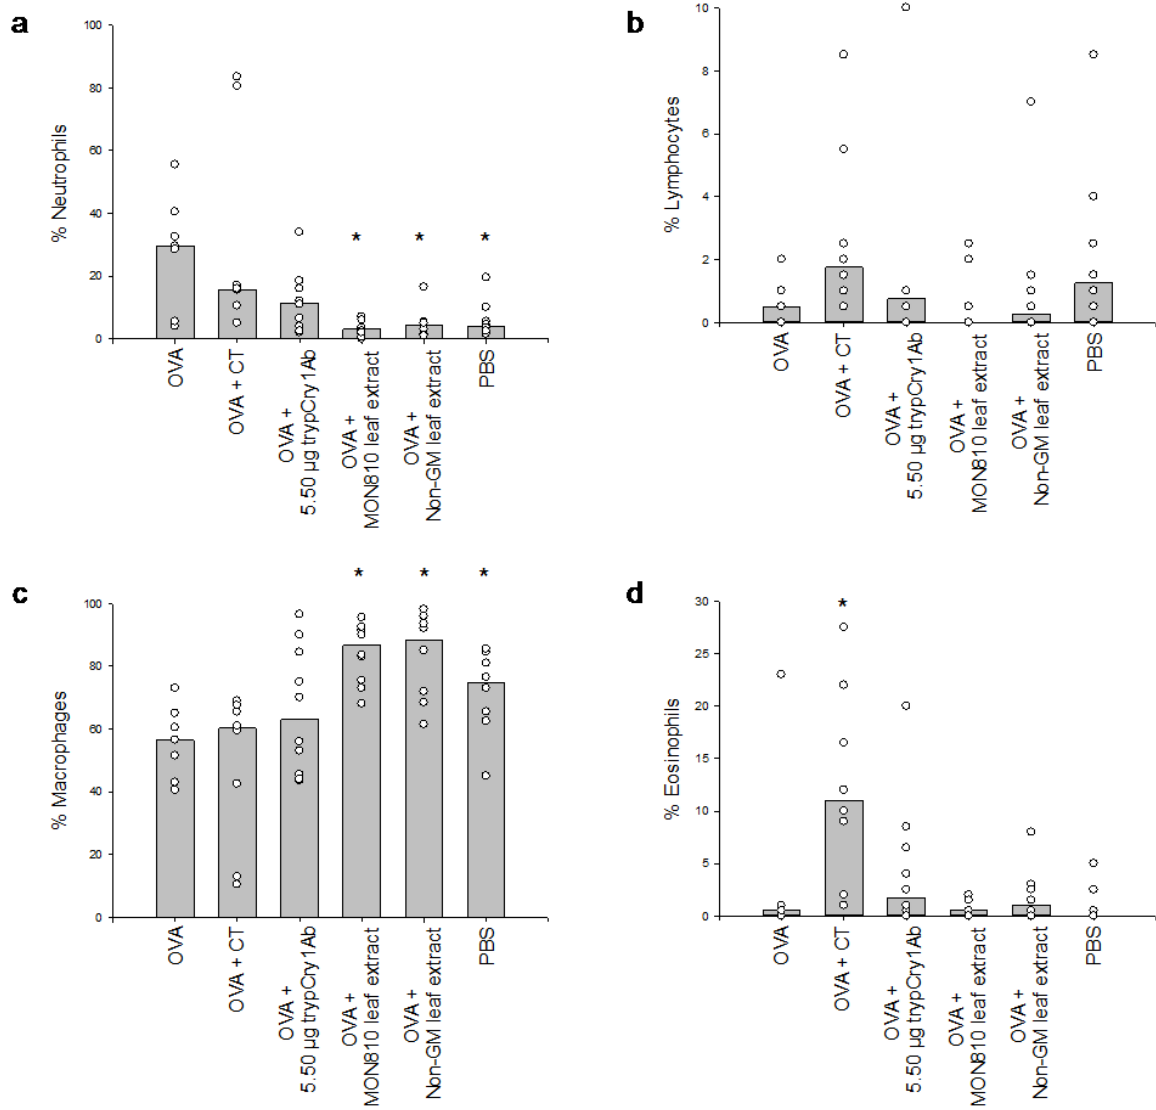 a
% Neutrophils
100
80
60
40
20
0
*
*
*
OVA
OVA + CT
OVA +
5.50 µg trypCry1Ab
OVA +
MON810 leaf extract
OVA +
Non-GM leaf extract
PBS
b
% Lymphocytes
10
8
6
4
2
0
OVA
OVA + CT
OVA +
5.50 µg trypCry1Ab
OVA +
MON810 leaf extract
OVA +
Non-GM leaf extract
PBS
c
% Macrophages
100
80
60
40
20
0
*
*
*
OVA
OVA + CT
OVA +
5.50 µg trypCry1Ab
OVA +
MON810 leaf extract
OVA +
Non-GM leaf extract
PBS
d
% Eosinophils
30
25
20
15
10
5
0
*
OVA
OVA + CT
OVA +
5.50 µg trypCry1Ab
OVA +
MON810 leaf extract
OVA +
Non-GM leaf extract
PBS